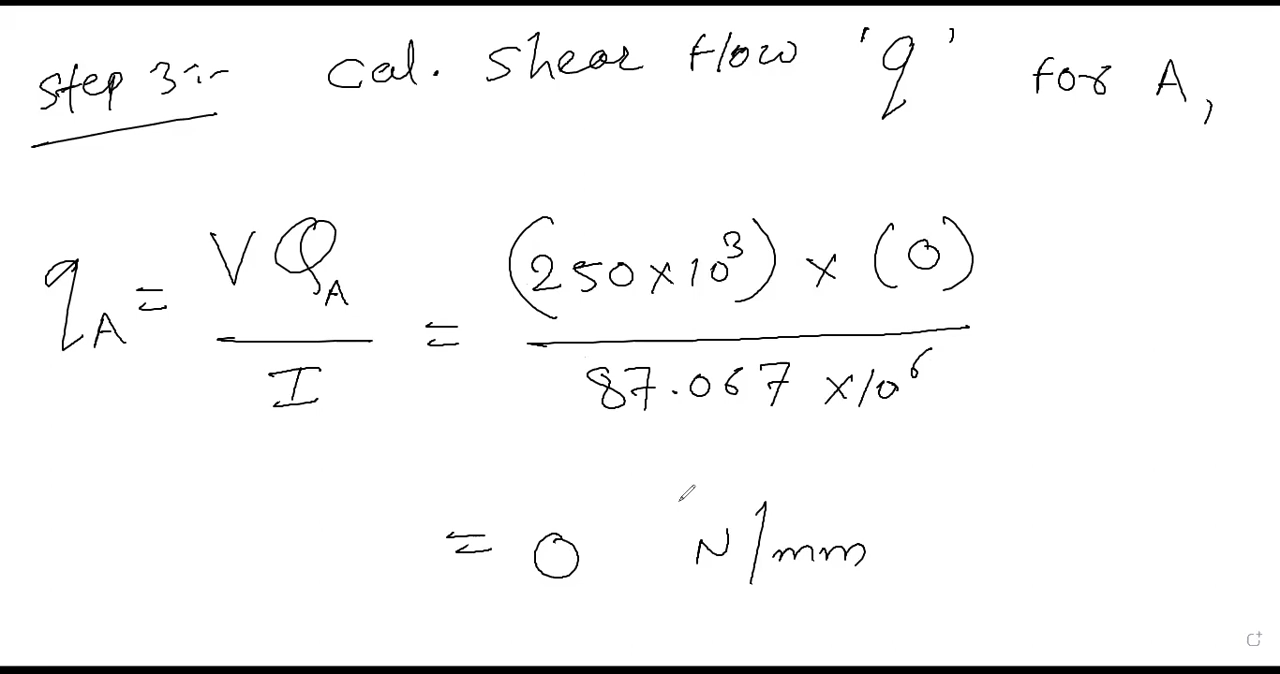 Step 3:- Cal. Shear flow 'q' for A,
q_A = VQ_A / I = (250×10³) × (0) / 87.067 ×10⁶
= 0 N/mm